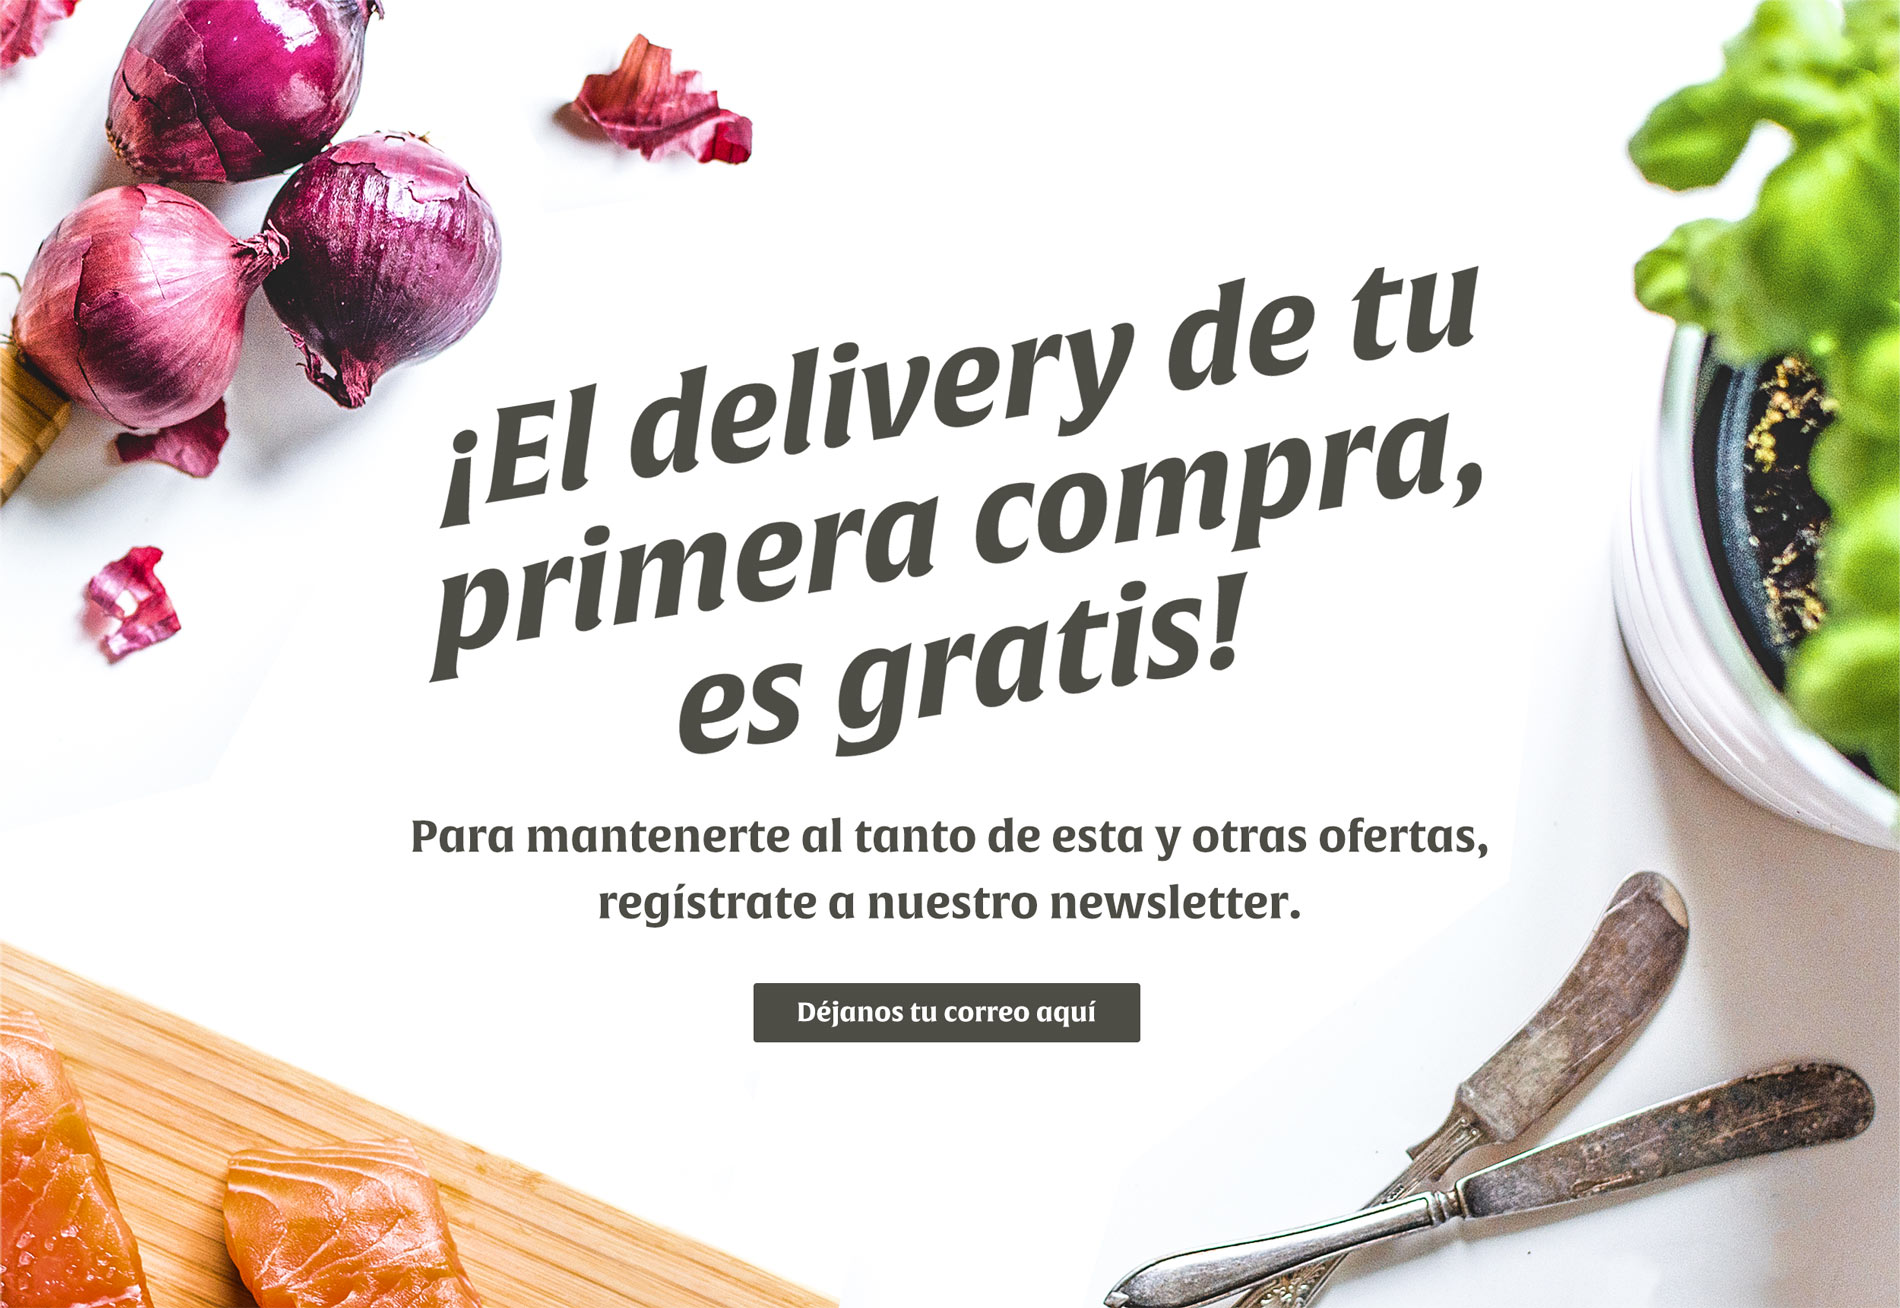 ¡El delivery de tu
primera compra,
es gratis!
Para mantenerte al tanto de esta y otras ofertas,
regístrate a nuestro newsletter.
Déjanos tu correo aquí